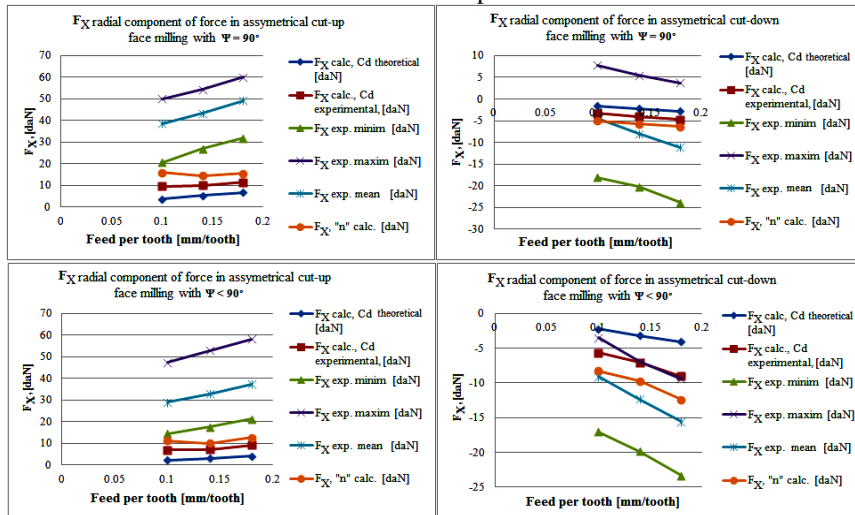 FX radial component of force in assymetrical cut-up
face milling with Ψ = 90°
70
60
50
40
30
20
10
0
0
0.05
0.1
0.15
0.2
FX, [daN]
Feed per tooth [mm/tooth]
FX calc, Cd theoretical
[daN]
FX calc., Cd
experimental, [daN]
FX exp. minim [daN]
FX exp. maxim [daN]
FX exp. mean [daN]
FX, "n" calc. [daN]
FX radial component of force in assymetrical cut-down
face milling with Ψ = 90°
10
5
0
-5
-10
-15
-20
-25
-30
0
0.05
0.1
0.15
0.2
FX, [daN]
Feed per tooth [mm/tooth]
FX calc, Cd theoretical
[daN]
FX calc., Cd
experimental, [daN]
FX exp. minim [daN]
FX exp. maxim [daN]
FX exp. mean [daN]
FX, "n" calc. [daN]
FX radial component of force in assymetrical cut-up
face milling with Ψ < 90°
70
60
50
40
30
20
10
0
0
0.05
0.1
0.15
0.2
FX, [daN]
Feed per tooth [mm/tooth]
FX calc, Cd theoretical
[daN]
FX calc., Cd
experimental, [daN]
FX exp. minim [daN]
FX exp. maxim [daN]
FX exp. mean [daN]
FX, "n" calc. [daN]
FX radial component of force in assymetrical cut-down
face milling with Ψ < 90°
0
-5
-10
-15
-20
-25
0
0.05
0.1
0.15
0.2
FX, [daN]
Feed per tooth [mm/tooth]
FX calc, Cd theoretical
[daN]
FX calc., Cd
experimental, [daN]
FX exp. minim [daN]
FX exp. maxim [daN]
FX exp. mean [daN]
FX, "n" calc. [daN]